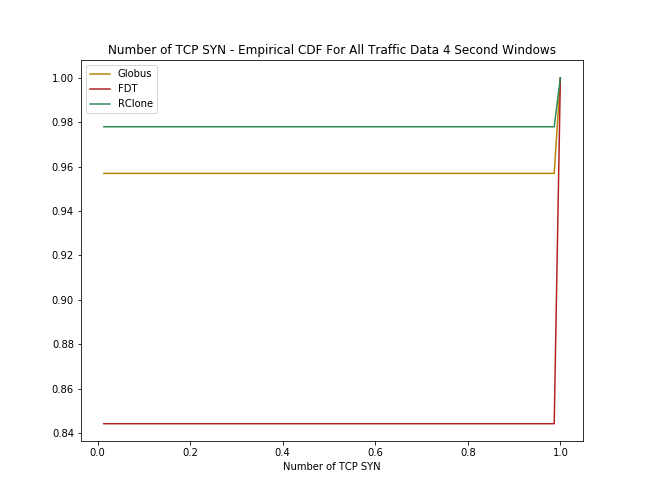 Number of TCP SYN - Empirical CDF For All Traffic Data 4 Second Windows
Globus
FDT
RClone
1.00
0.98
0.96
0.94
0.92
0.90
0.88
0.86
0.84
0.0 0.2 0.4 0.6 0.8 1.0
Number of TCP SYN